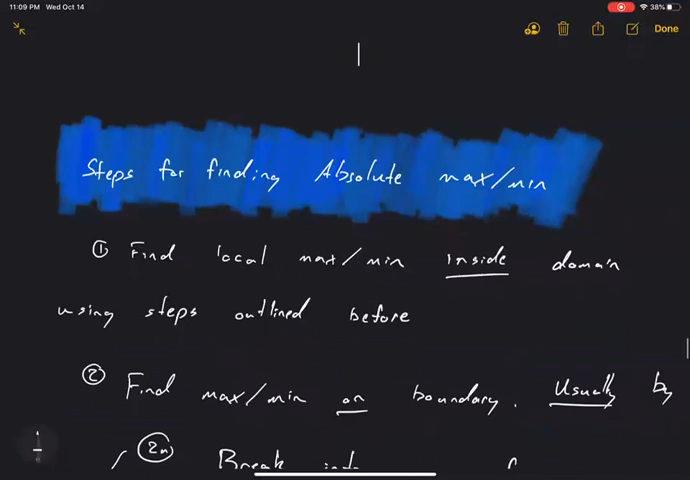 11:09 PM Wed Oct 14
38%
Done
Steps for finding Absolute max/min
① Find local max/min inside domain
using steps outlined before
② Find max/min on boundary. Usually by
2a Break into